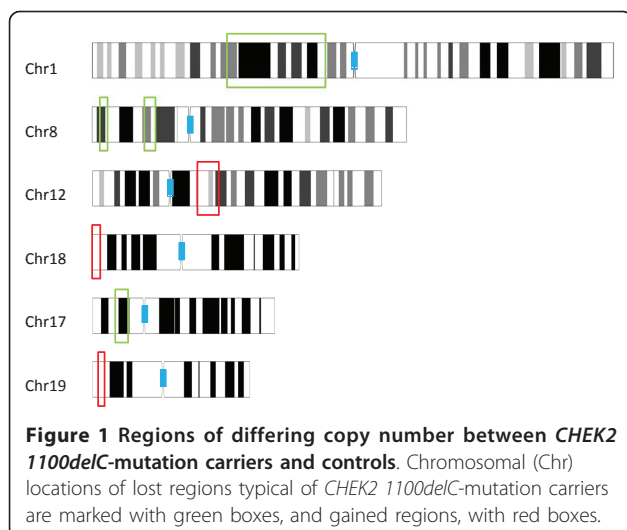 Chr1
Chr8
Chr12
Chr18
Chr17
Chr19
Figure 1 Regions of differing copy number between CHEK2
1100delC-mutation carriers and controls. Chromosomal (Chr)
locations of lost regions typical of CHEK2 1100delC-mutation carriers
are marked with green boxes, and gained regions, with red boxes.